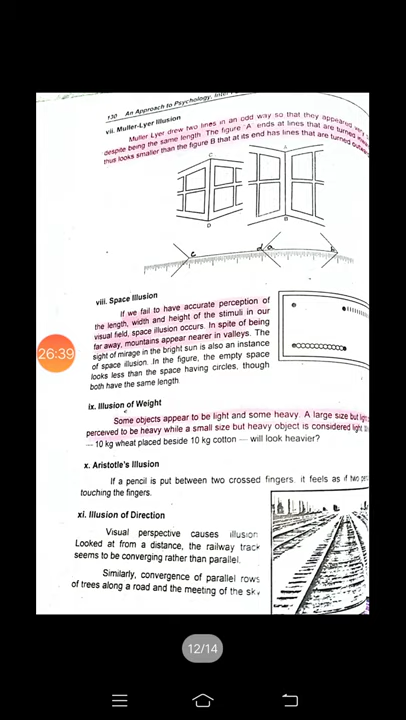 130 An Approach to Psychology, Inter
vii. Muller-Lyer Illusion
Muller Lyer drew two lines in an odd way so that they appeared very
despite being the same length. The figure 'A' ends at lines that are turned
thus looks smaller than the figure B that at its end has lines that are turned
C
A
D
B
c
d a
b
viii. Space Illusion
If we fail to have accurate perception of
the length, width and height of the stimuli in our
visual field, space illusion occurs. In spite of being
far away, mountains appear nearer in valleys. The
sight of mirage in the bright sun is also an instance
of space illusion. In the figure, the empty space
looks less than the space having circles, though
both have the same length.
26:39
ix. Illusion of Weight
Some objects appear to be light and some heavy. A large size but
perceived to be heavy while a small size but heavy object is considered light
— 10 kg wheat placed beside 10 kg cotton — will look heavier?
x. Aristotle's Illusion
If a pencil is put between two crossed fingers, it feels as if two
touching the fingers.
xi. Illusion of Direction
Visual perspective causes illusion
Looked at from a distance, the railway track
seems to be converging rather than parallel.
Similarly, convergence of parallel rows
of trees along a road and the meeting of the
12/14